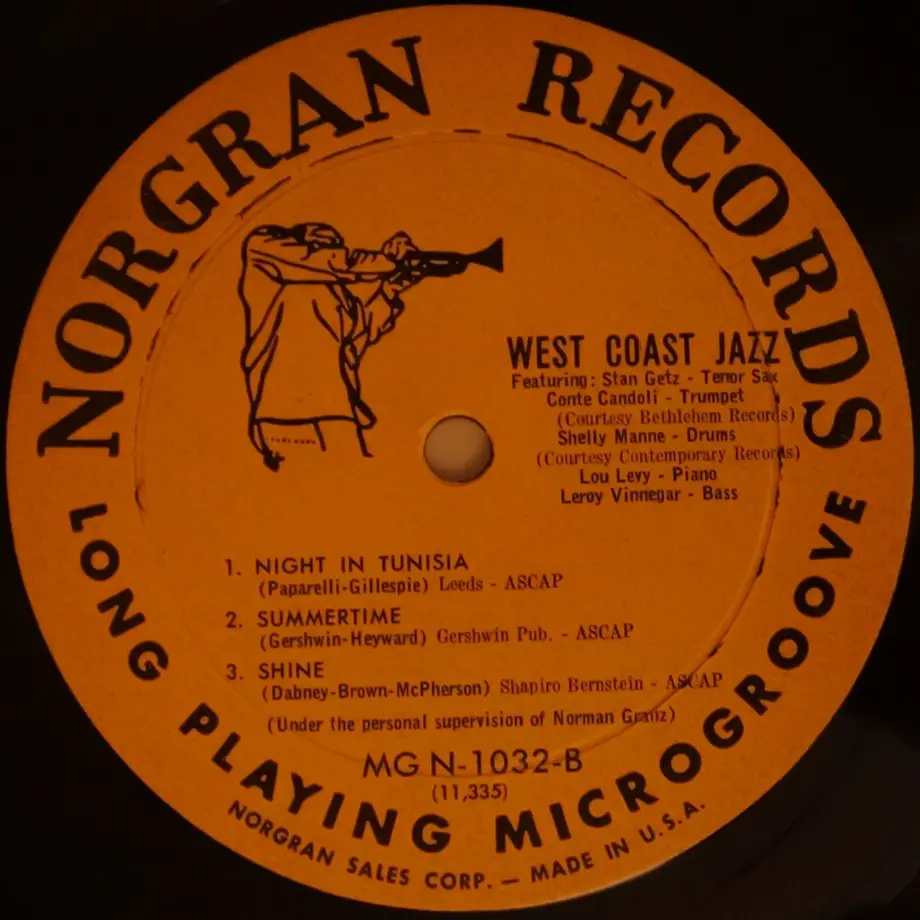 NORGRAN RECORDS
WEST COAST JAZZ
Featuring: Stan Getz - Tenor Sax
Conte Candoli - Trumpet
(Courtesy Bethlehem Records)
Shelly Manne - Drums
(Courtesy Contemporary Records)
Lou Levy - Piano
Leroy Vinnegar - Bass
1. NIGHT IN TUNISIA
(Paparelli-Gillespie) Leeds - ASCAP
2. SUMMERTIME
(Gershwin-Heyward) Gershwin Pub. - ASCAP
3. SHINE
(Dabney-Brown-McPherson) Shapiro Bernstein - ASCAP
(Under the personal supervision of Norman Granz)
MG N-1032-B
(11,335)
LONG PLAYING MICROGROOVE
NORGRAN SALES CORP. — MADE IN U.S.A.